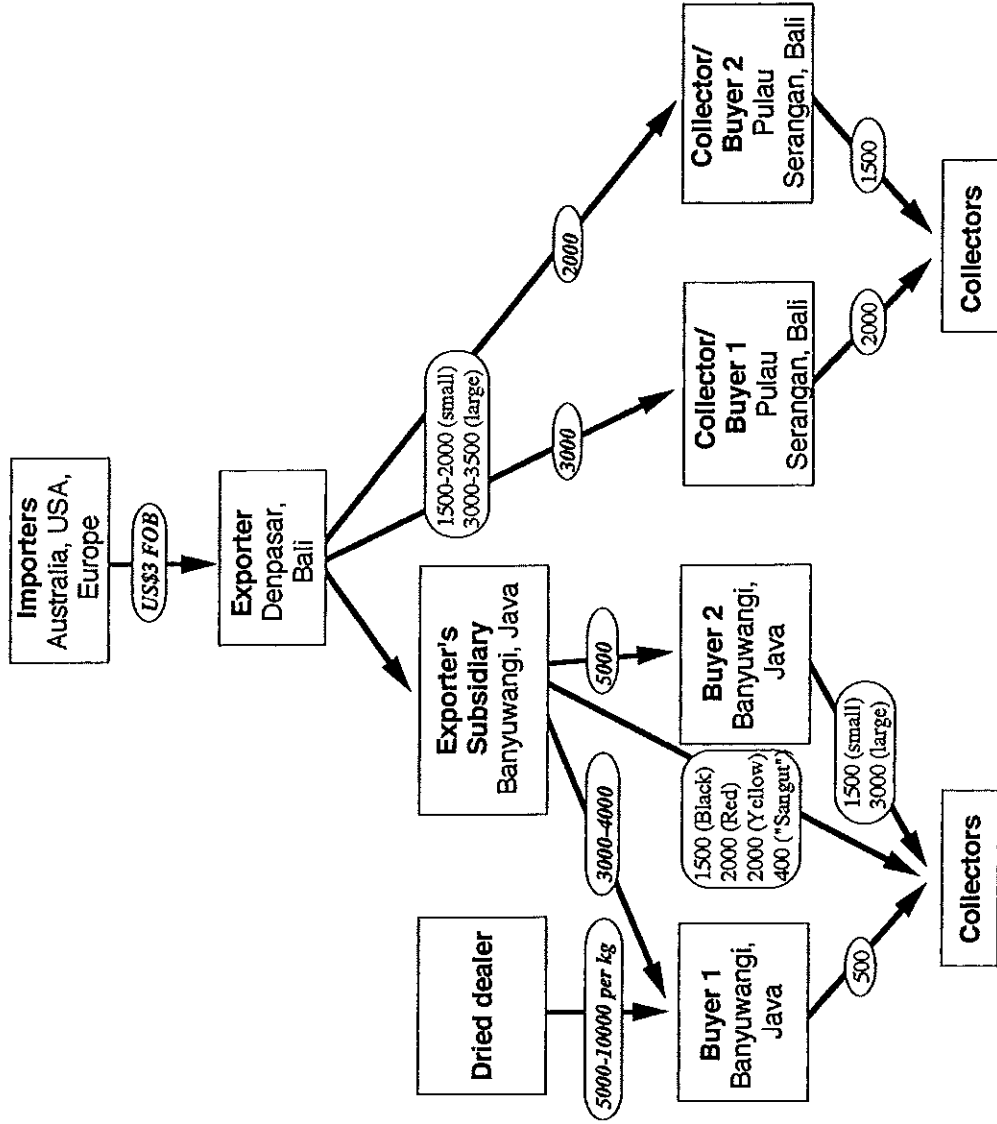 Importers
Australia, USA,
Europe
US$3 FOB
Exporter
Denpasar,
Bali
1500-2000 (small)
3000-3500 (large)
2000
3000
Exporter's
Subsidiary
Banyuwangi, Java
Dried dealer
5000-10000 per kg
3000-4000
5000
1500 (Black)
2000 (Red)
2000 (Yellow)
400 ("Sangut")
Buyer 1
Banyuwangi,
Java
Buyer 2
Banyuwangi,
Java
Collector/
Buyer 1
Pulau
Serangan, Bali
Collector/
Buyer 2
Pulau
Serangan, Bali
500
1500 (small)
3000 (large)
2000
1500
Collectors
Collectors